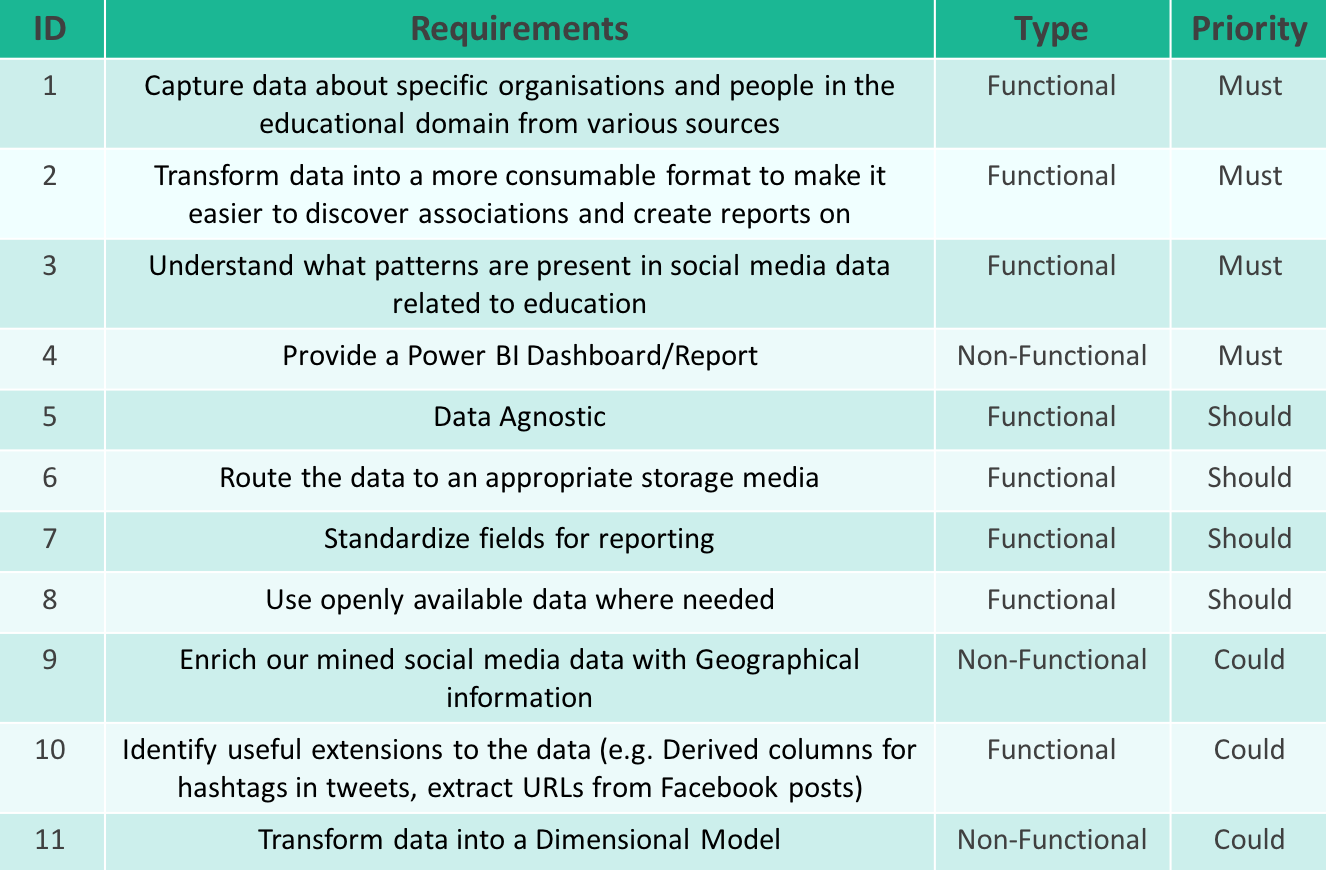 ID Requirements Type Priority
1 Capture data about specific organisations and people in the Functional Must
educational domain from various sources
2 Transform data into a more consumable format to make it Functional Must
easier to discover associations and create reports on
3 Understand what patterns are present in social media data Functional Must
related to education
4 Provide a Power BI Dashboard/Report Non-Functional Must
5 Data Agnostic Functional Should
6 Route the data to an appropriate storage media Functional Should
7 Standardize fields for reporting Functional Should
8 Use openly available data where needed Functional Should
9 Enrich our mined social media data with Geographical Non-Functional Could
information
10 Identify useful extensions to the data (e.g. Derived columns for Functional Could
hashtags in tweets, extract URLs from Facebook posts)
11 Transform data into a Dimensional Model Non-Functional Could